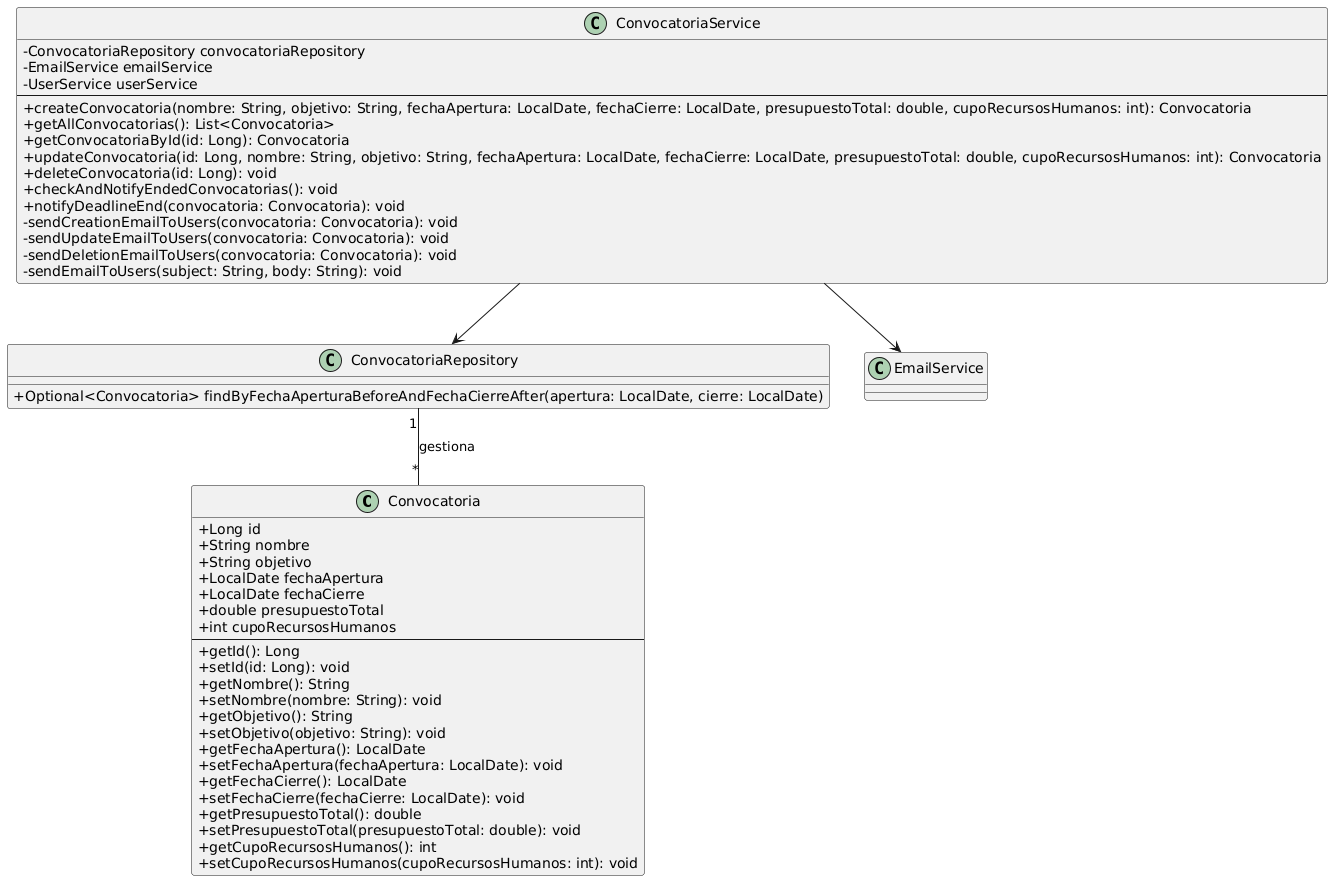 C ConvocatoriaService
-ConvocatoriaRepository convocatoriaRepository
-EmailService emailService
-UserService userService
+createConvocatoria(nombre: String, objetivo: String, fechaApertura: LocalDate, fechaCierre: LocalDate, presupuestoTotal: double, cupoRecursosHumanos: int): Convocatoria
+getAllConvocatorias(): List<Convocatoria>
+getConvocatoriaById(id: Long): Convocatoria
+updateConvocatoria(id: Long, nombre: String, objetivo: String, fechaApertura: LocalDate, fechaCierre: LocalDate, presupuestoTotal: double, cupoRecursosHumanos: int): Convocatoria
+deleteConvocatoria(id: Long): void
+checkAndNotifyEndedConvocatorias(): void
+notifyDeadlineEnd(convocatoria: Convocatoria): void
-sendCreationEmailToUsers(convocatoria: Convocatoria): void
-sendUpdateEmailToUsers(convocatoria: Convocatoria): void
-sendDeletionEmailToUsers(convocatoria: Convocatoria): void
-sendEmailToUsers(subject: String, body: String): void
C ConvocatoriaRepository
+Optional<Convocatoria> findByFechaAperturaBeforeAndFechaCierreAfter(apertura: LocalDate, cierre: LocalDate)
C EmailService
1
gestiona
*
C Convocatoria
+Long id
+String nombre
+String objetivo
+LocalDate fechaApertura
+LocalDate fechaCierre
+double presupuestoTotal
+int cupoRecursosHumanos
+getId(): Long
+setId(id: Long): void
+getNombre(): String
+setNombre(nombre: String): void
+getObjetivo(): String
+setObjetivo(objetivo: String): void
+getFechaApertura(): LocalDate
+setFechaApertura(fechaApertura: LocalDate): void
+getFechaCierre(): LocalDate
+setFechaCierre(fechaCierre: LocalDate): void
+getPresupuestoTotal(): double
+setPresupuestoTotal(presupuestoTotal: double): void
+getCupoRecursosHumanos(): int
+setCupoRecursosHumanos(cupoRecursosHumanos: int): void